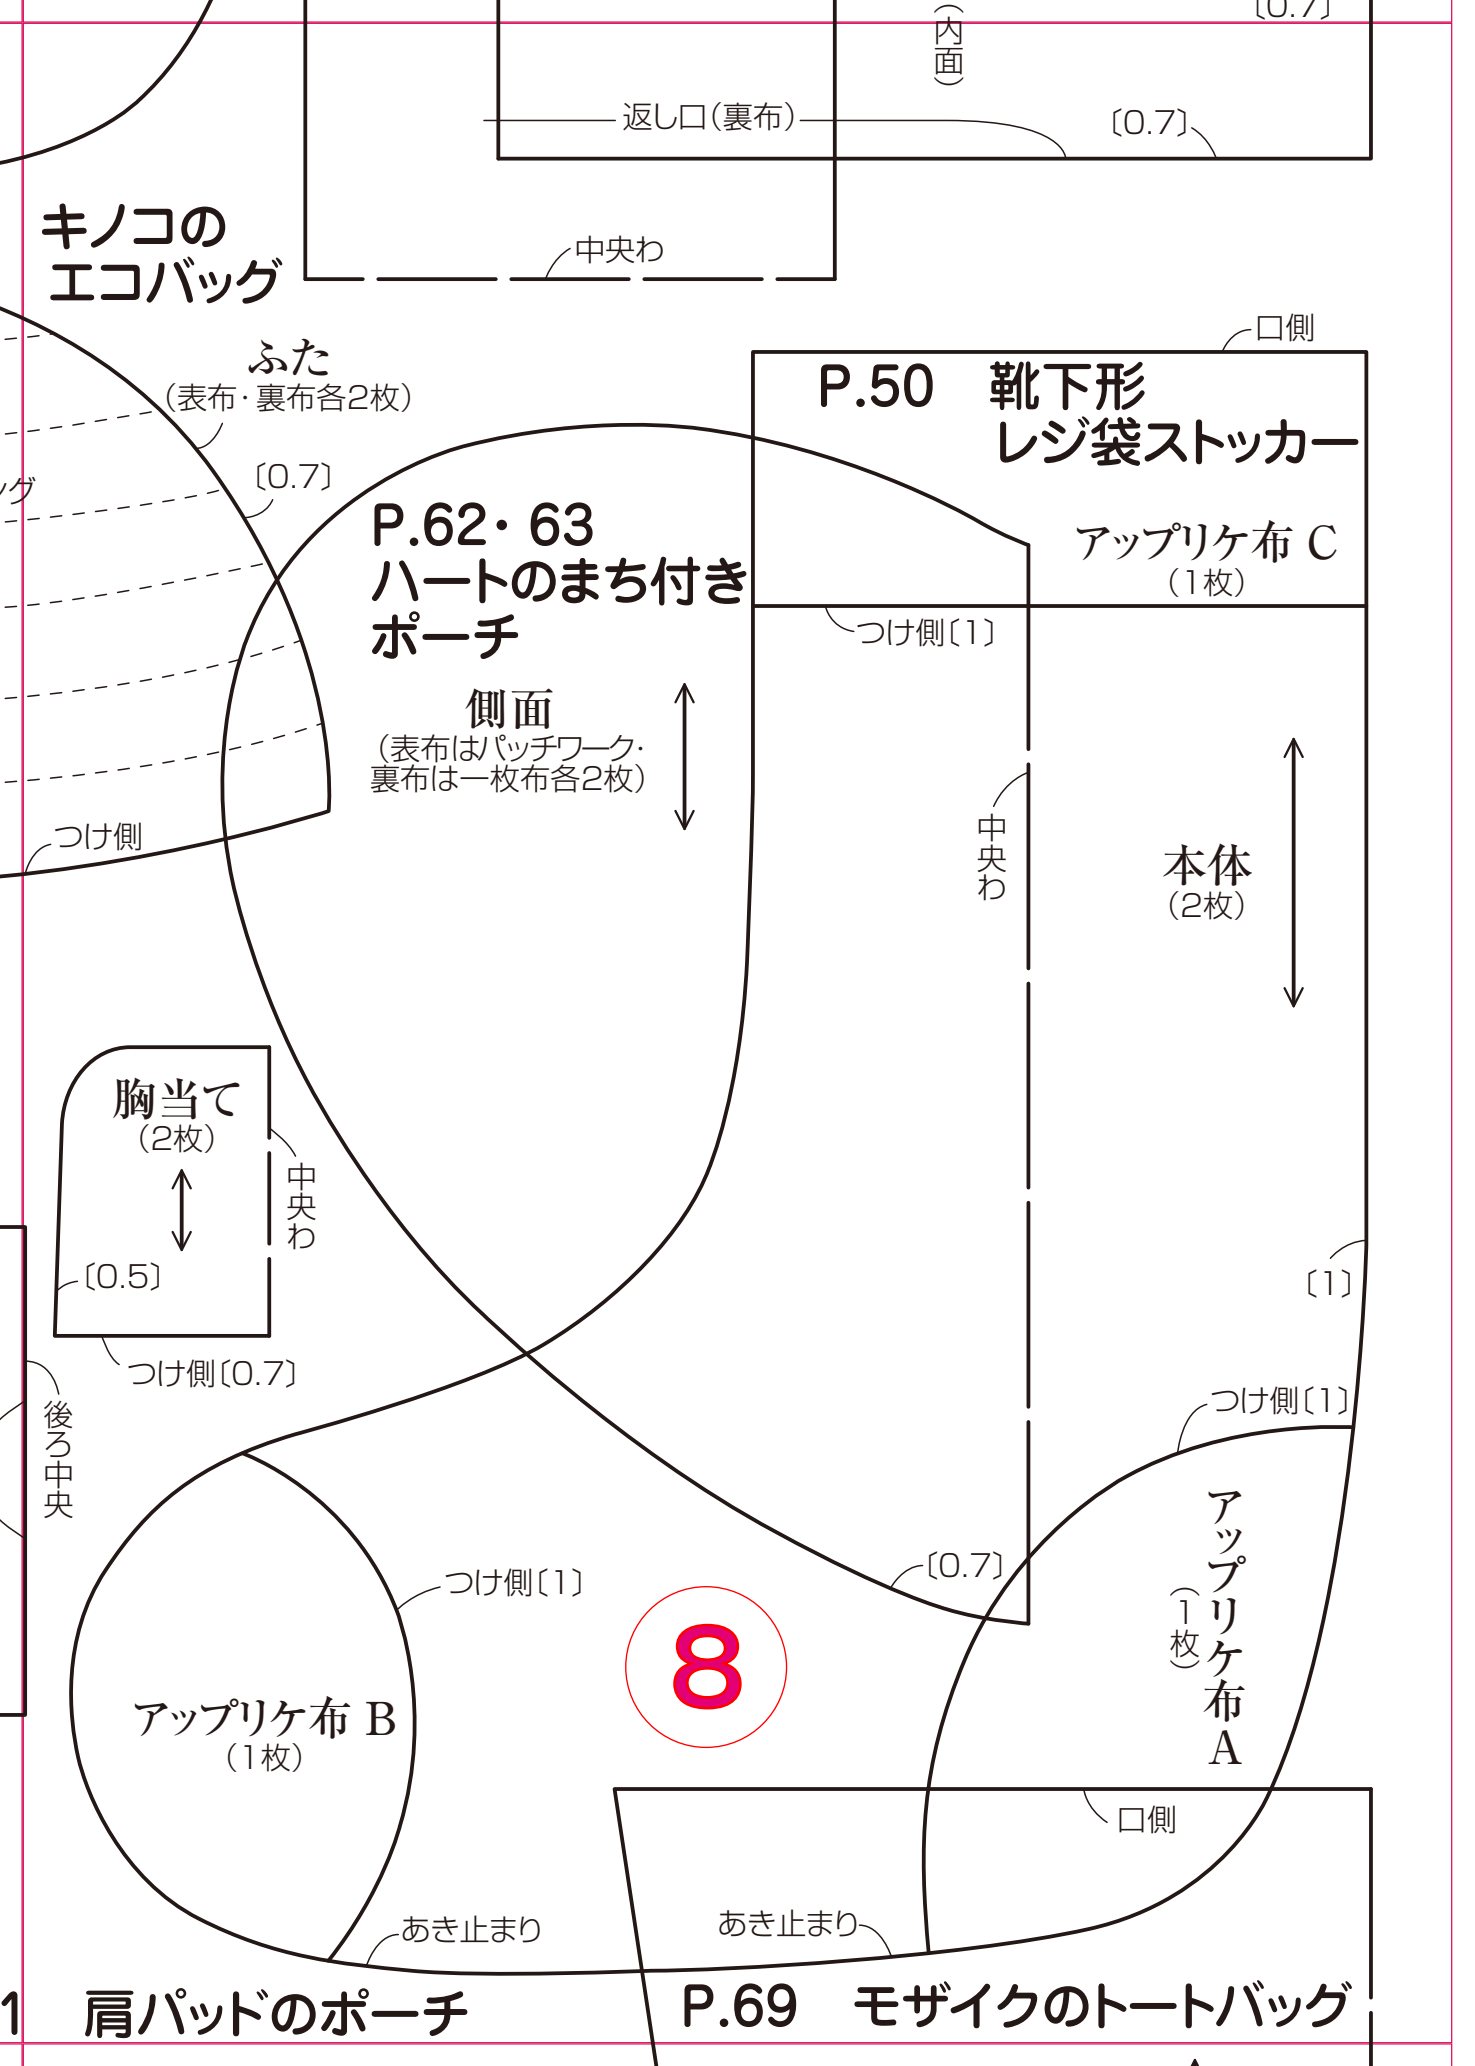 〔0.7〕
（内面）
返し口（裏布）
〔0.7〕
キノコの
エコバッグ
中央わ
口側
ふた
（表布・裏布各2枚）
P.50　靴下形
レジ袋ストッカー
〔0.7〕
ッグ
P.62・63
ハートのまち付き
ポーチ
アップリケ布 C
（1枚）
つけ側〔1〕
側面
（表布はパッチワーク・
裏布は一枚布各2枚）
つけ側
中央わ
本体
（2枚）
胸当て
（2枚）
中央わ
〔0.5〕
〔1〕
つけ側〔0.7〕
後ろ中央
つけ側〔1〕
アップリケ布 A
（1枚）
〔0.7〕
つけ側〔1〕
8
アップリケ布 B
（1枚）
口側
あき止まり
あき止まり
1　肩パッドのポーチ
P.69　モザイクのトートバッグ